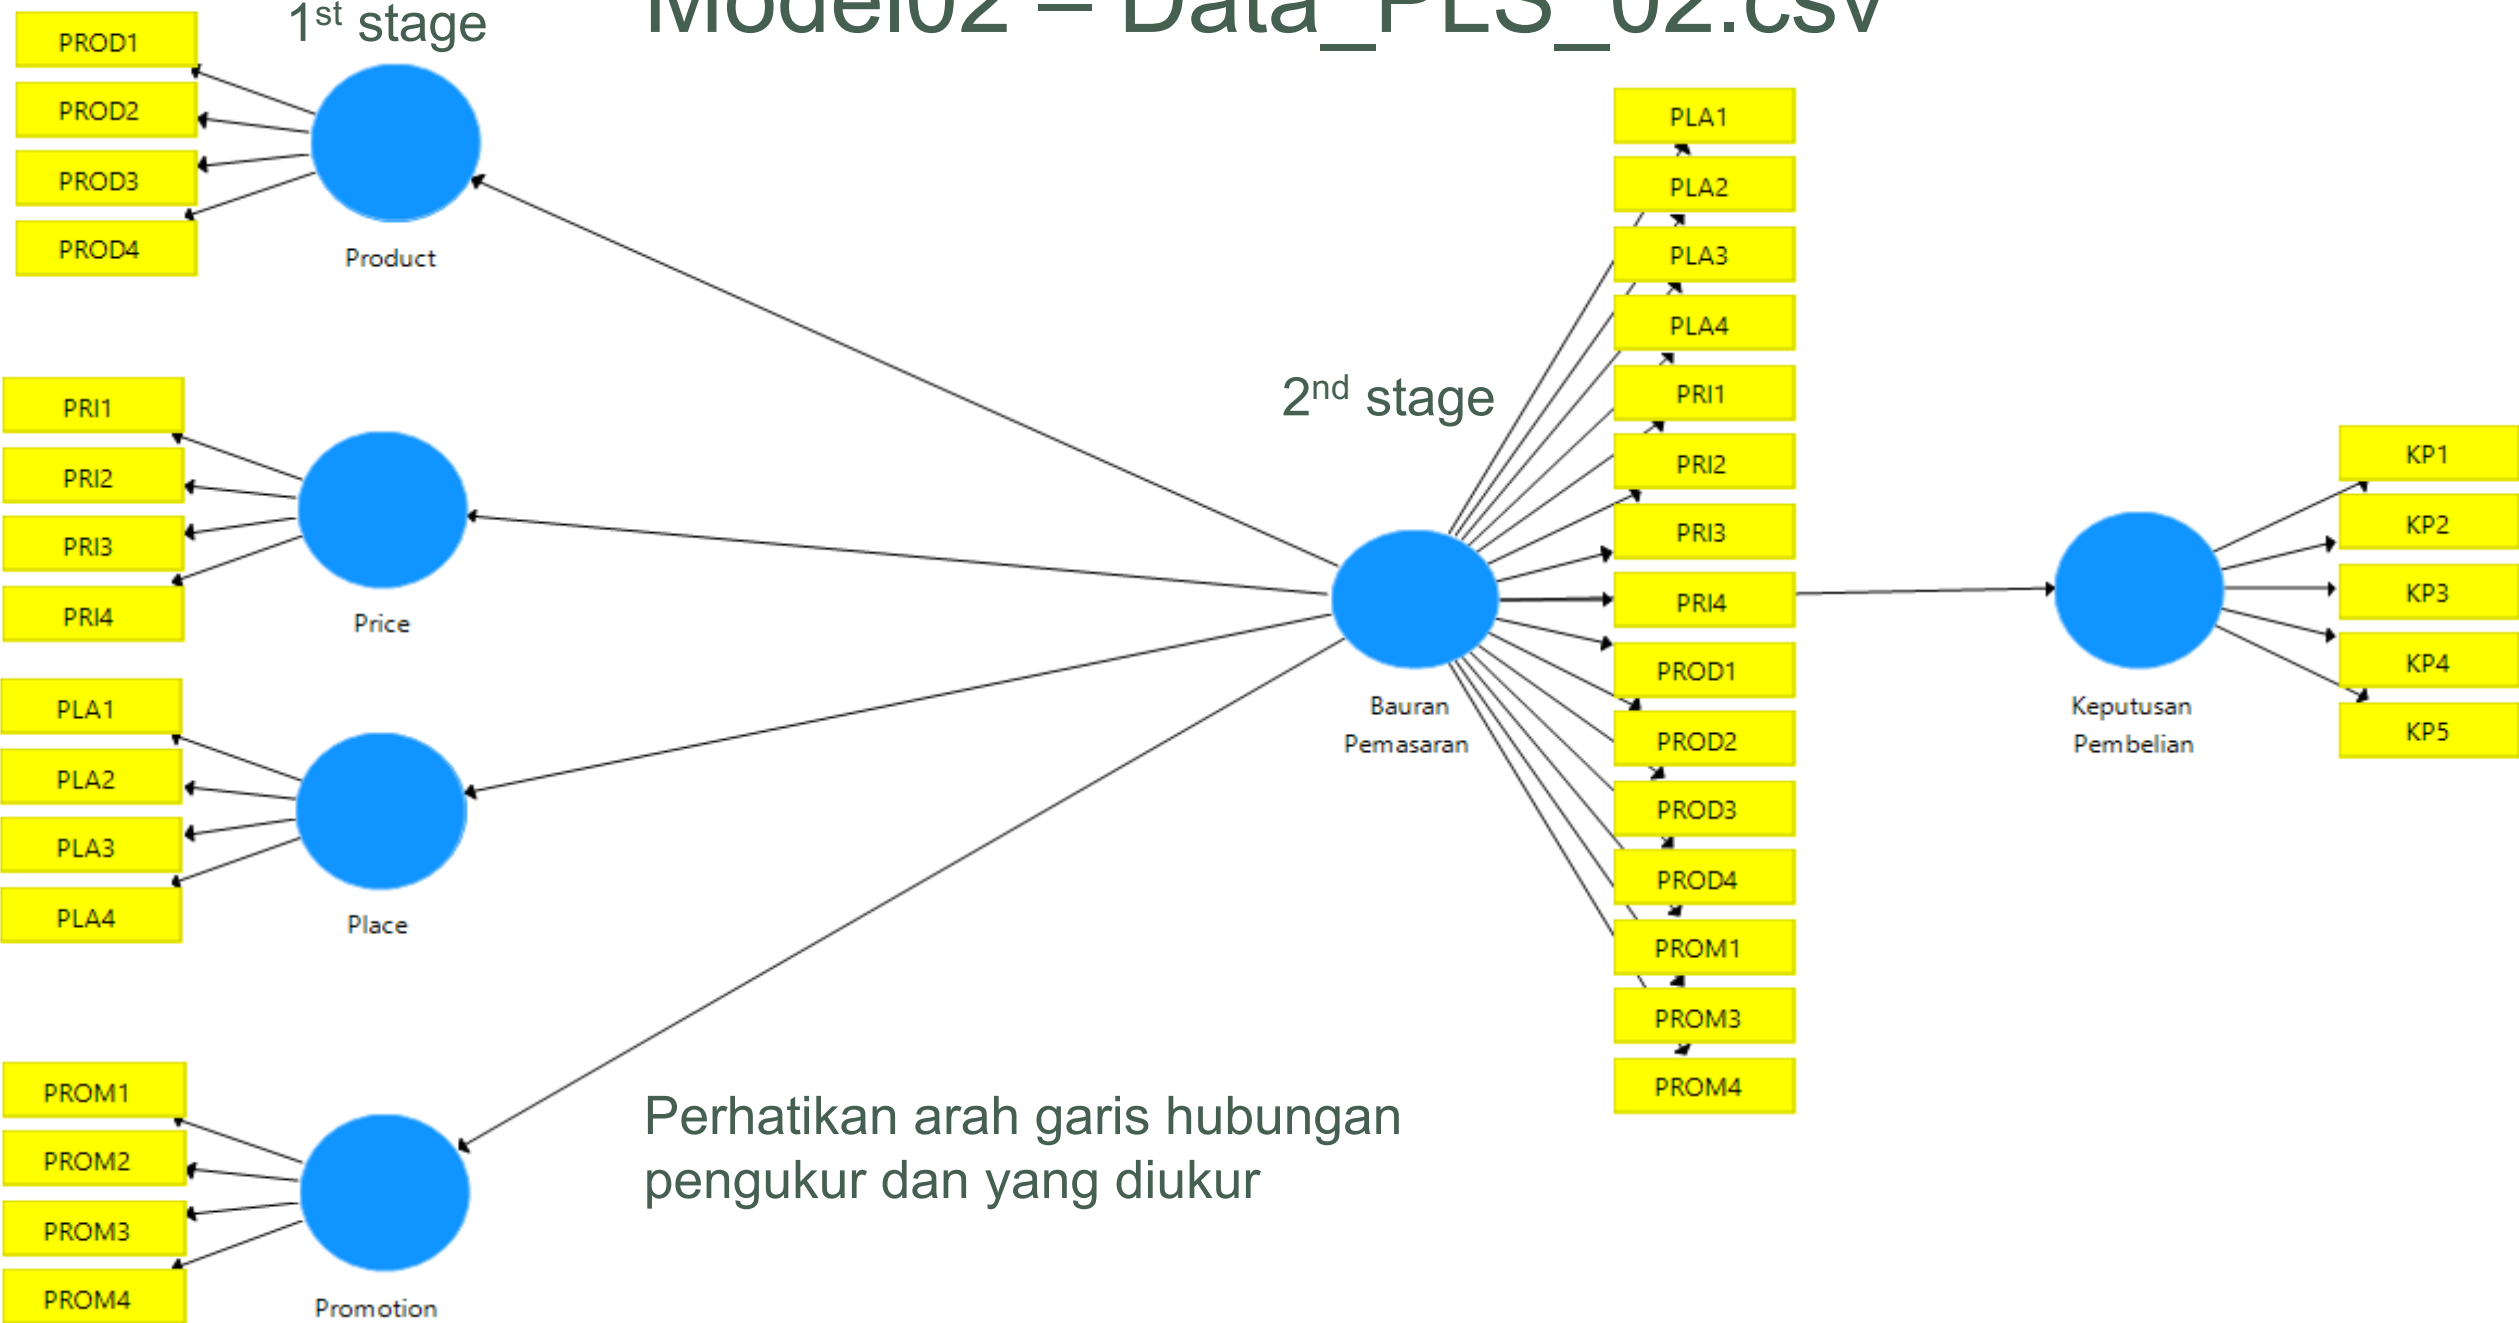 Model02 – Data_PLS_02.csv
1st stage
PROD1
PROD2
PROD3
PROD4
Product
PRI1
PRI2
PRI3
PRI4
Price
PLA1
PLA2
PLA3
PLA4
Place
PROM1
PROM2
PROM3
PROM4
Promotion
2nd stage
Bauran
Pemasaran
PLA1
PLA2
PLA3
PLA4
PRI1
PRI2
PRI3
PRI4
PROD1
PROD2
PROD3
PROD4
PROM1
PROM3
PROM4
Keputusan
Pembelian
KP1
KP2
KP3
KP4
KP5
Perhatikan arah garis hubungan
pengukur dan yang diukur